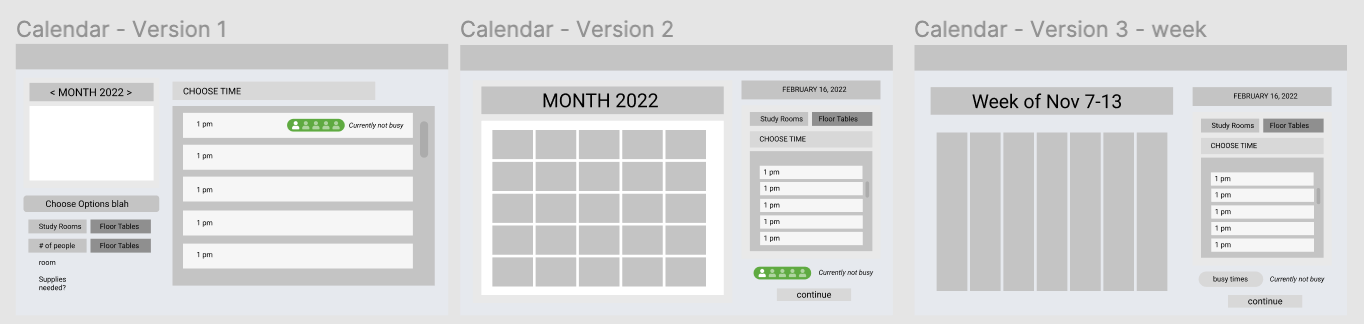 Calendar - Version 1
< MONTH 2022 >
CHOOSE TIME
1 pm
Currently not busy
1 pm
1 pm
1 pm
1 pm
Choose Options blah
Study Rooms
Floor Tables
# of people
Floor Tables
room
Supplies
needed?
Calendar - Version 2
MONTH 2022
FEBRUARY 16, 2022
Study Rooms
Floor Tables
CHOOSE TIME
1 pm
1 pm
1 pm
1 pm
1 pm
Currently not busy
continue
Calendar - Version 3 - week
Week of Nov 7-13
FEBRUARY 16, 2022
Study Rooms
Floor Tables
CHOOSE TIME
1 pm
1 pm
1 pm
1 pm
1 pm
busy times
Currently not busy
continue